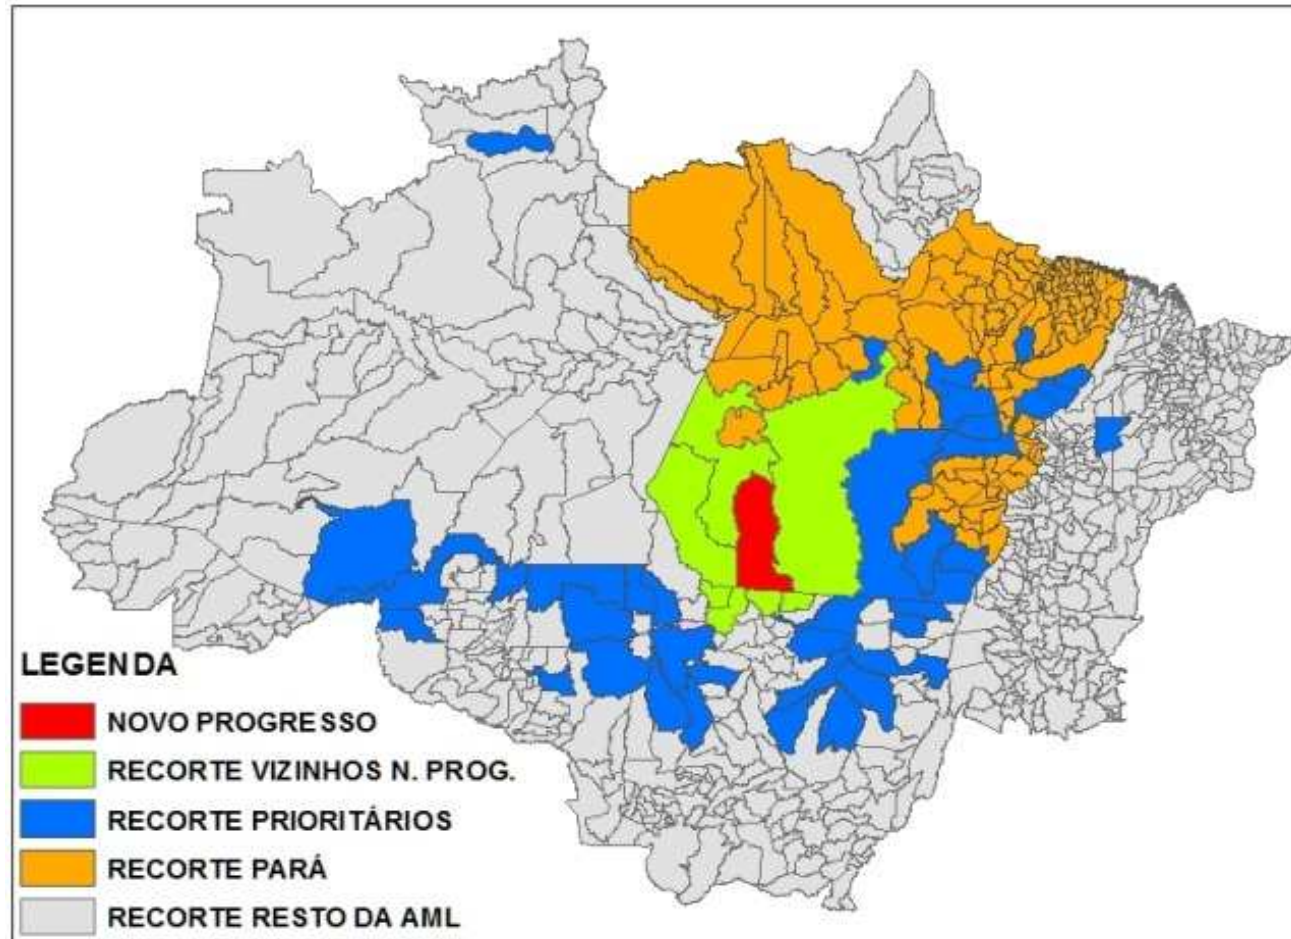 LEGENDA
NOVO PROGRESSO
RECORTE VIZINHOS N. PROG.
RECORTE PRIORITÁRIOS
RECORTE PARÁ
RECORTE RESTO DA AML